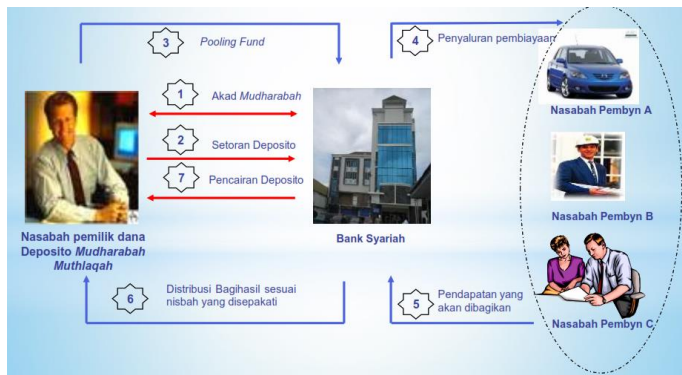 3 Pooling Fund
4 Penyaluran pembiayaan
1 Akad Mudharabah
2 Setoran Deposito
7 Pencairan Deposito
Nasabah Pembyn A
Nasabah Pembyn B
Nasabah pemilik dana
Deposito Mudharabah
Muthlaqah
Bank Syariah
6 Distribusi Bagihasil sesuai
nisbah yang disepakati
5 Pendapatan yang
akan dibagikan
Nasabah Pembyn C